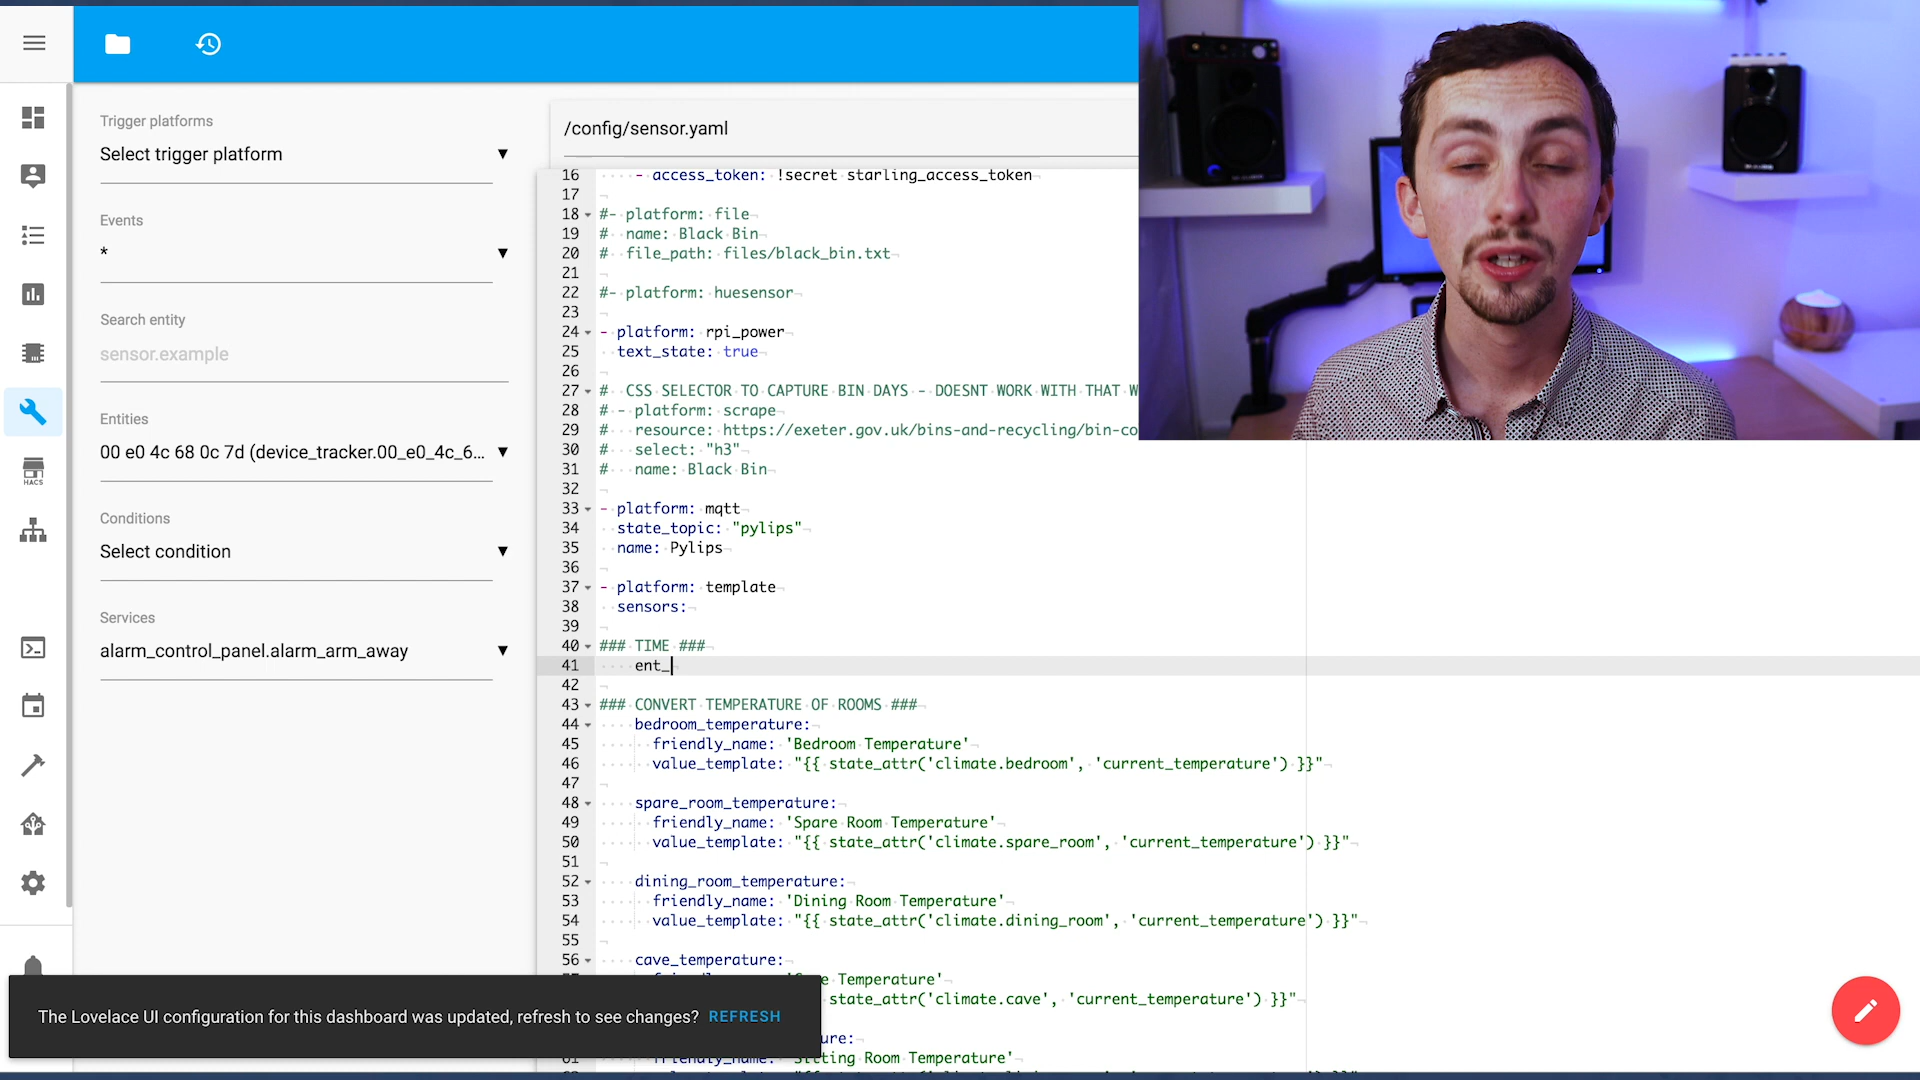 Trigger platforms
Select trigger platform
Events
*
Search entity
sensor.example
Entities
00 e0 4c 68 0c 7d (device_tracker.00_e0_4c_6...
Conditions
Select condition
Services
alarm_control_panel.alarm_arm_away
HACS
/config/sensor.yaml
16 - access_token: !secret starling_access_token
17
18 #- platform: file
19 # name: Black Bin
20 # file_path: files/black_bin.txt
21
22 #- platform: huesensor
23
24 - platform: rpi_power
25 text_state: true
26
27 # CSS SELECTOR TO CAPTURE BIN DAYS - DOESNT WORK WITH THAT W
28 # - platform: scrape
29 # resource: https://exeter.gov.uk/bins-and-recycling/bin-co
30 # select: "h3"
31 # name: Black Bin
32
33 - platform: mqtt
34 state_topic: "pylips"
35 name: Pylips
36
37 - platform: template
38 sensors:
39
40 ### TIME ###
41 ent_
42
43 ### CONVERT TEMPERATURE OF ROOMS ###
44 bedroom_temperature:
45 friendly_name: 'Bedroom Temperature'
46 value_template: "{{ state_attr('climate.bedroom', 'current_temperature') }}"
47
48 spare_room_temperature:
49 friendly_name: 'Spare Room Temperature'
50 value_template: "{{ state_attr('climate.spare_room', 'current_temperature') }}"
51
52 dining_room_temperature:
53 friendly_name: 'Dining Room Temperature'
54 value_template: "{{ state_attr('climate.dining_room', 'current_temperature') }}"
55
56 cave_temperature:
e Temperature'
state_attr('climate.cave', 'current_temperature') }}"
ure:
Sitting Room Temperature'
The Lovelace UI configuration for this dashboard was updated, refresh to see changes? REFRESH